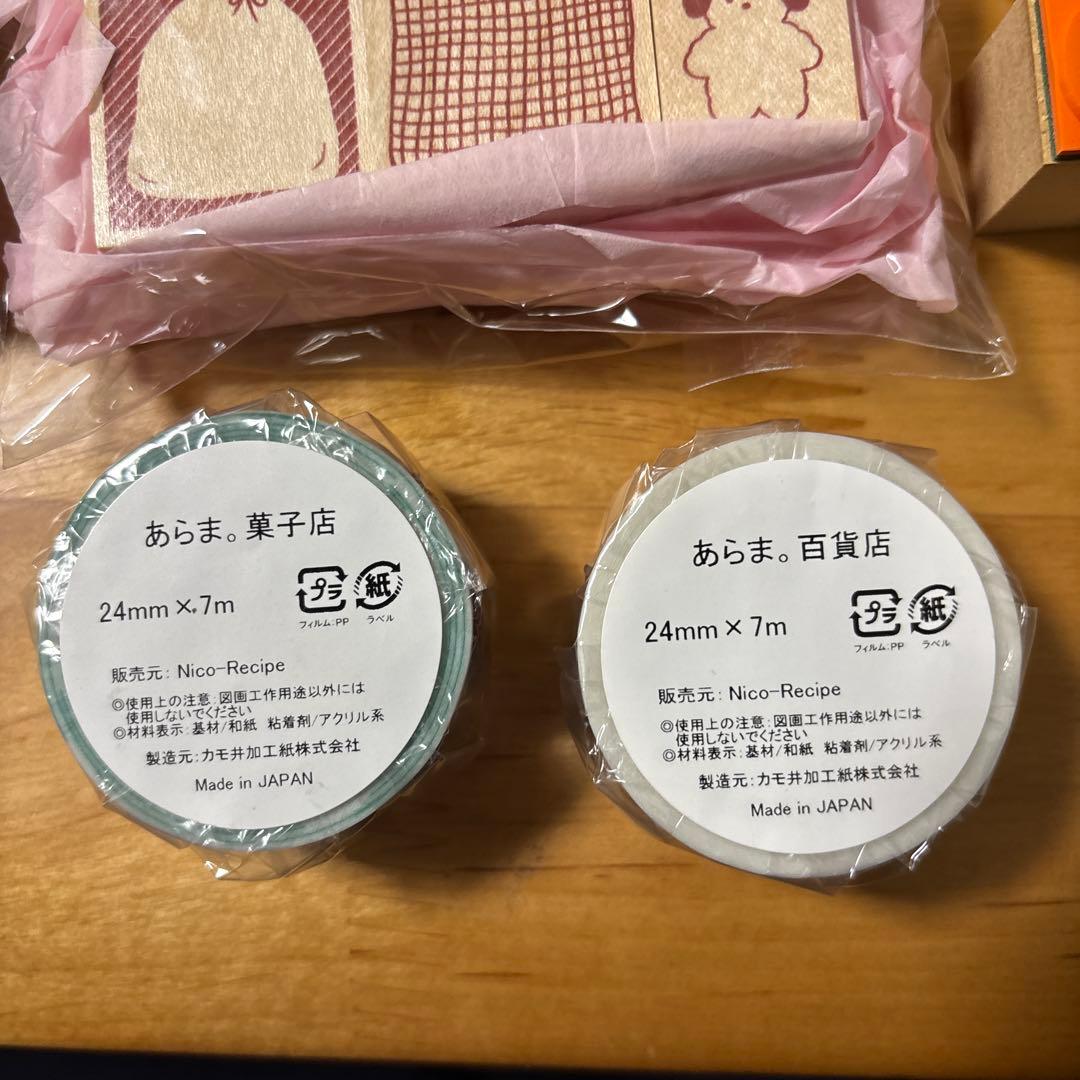 あらま。菓子店
24mm×7m
プラ 紙
フィルム:PP ラベル
販売元: Nico-Recipe
◎使用上の注意:図画工作用途以外には
使用しないでください
◎材料表示:基材/和紙 粘着剤/アクリル系
製造元:カモ井加工紙株式会社
Made in JAPAN
あらま。百貨店
24mm×7m
プラ 紙
フィルム:PP ラベル
販売元: Nico-Recipe
◎使用上の注意:図画工作用途以外には
使用しないでください
◎材料表示:基材/和紙 粘着剤/アクリル系
製造元:カモ井加工紙株式会社
Made in JAPAN